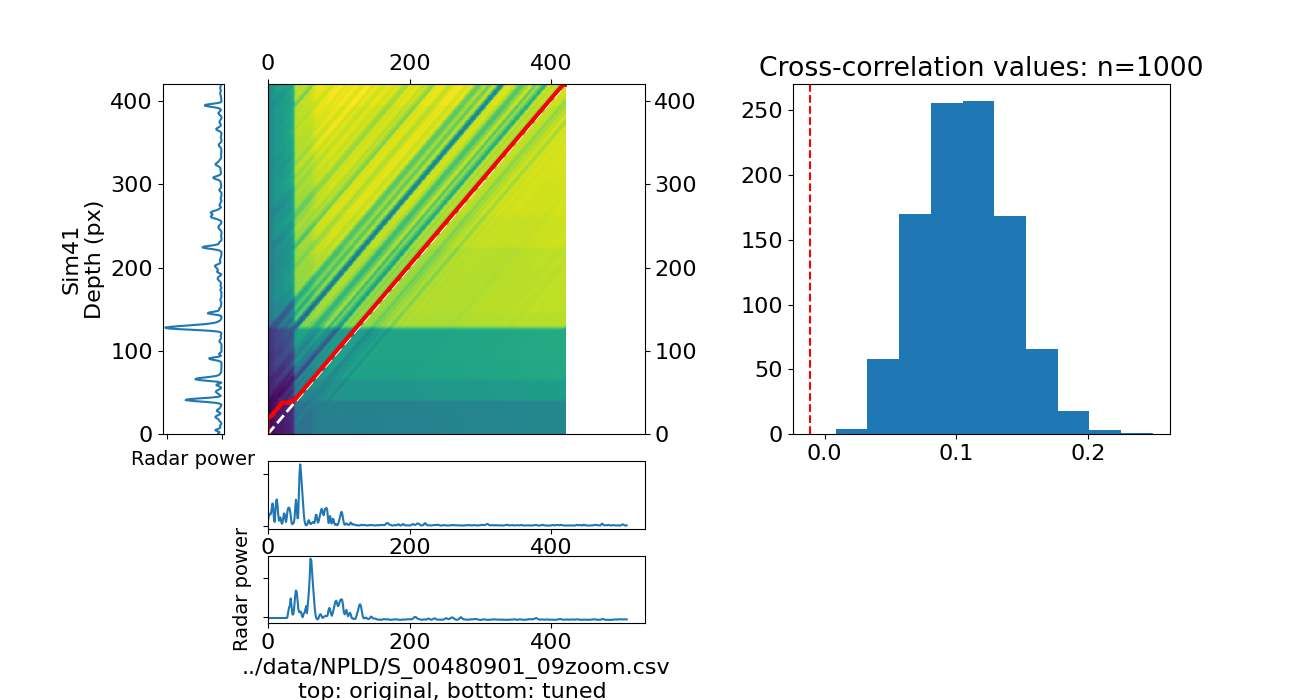 0 200 400
Cross-correlation values: n=1000
400
300
200
100
0
Sim41
Depth (px)
Radar power
400
300
200
100
0
250
200
150
100
50
0
0.0 0.1 0.2
0 200 400
Radar power
0 200 400
../data/NPLD/S_00480901_09zoom.csv
top: original, bottom: tuned